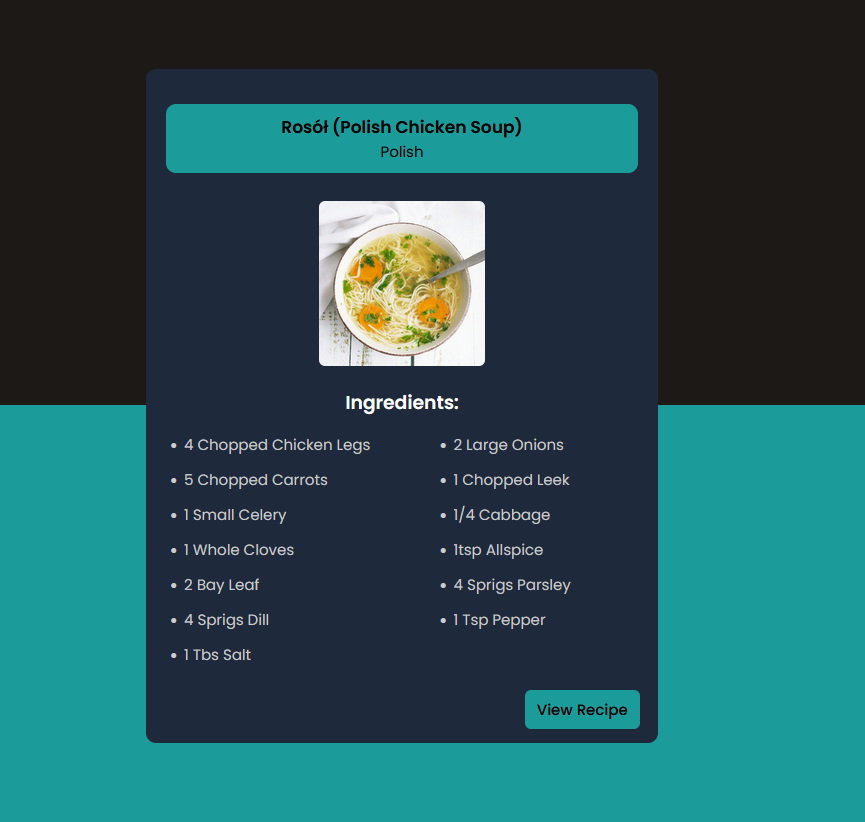 Rosół (Polish Chicken Soup)
Polish
Ingredients:
4 Chopped Chicken Legs
2 Large Onions
5 Chopped Carrots
1 Chopped Leek
1 Small Celery
1/4 Cabbage
1 Whole Cloves
1tsp Allspice
2 Bay Leaf
4 Sprigs Parsley
4 Sprigs Dill
1 Tsp Pepper
1 Tbs Salt
View Recipe